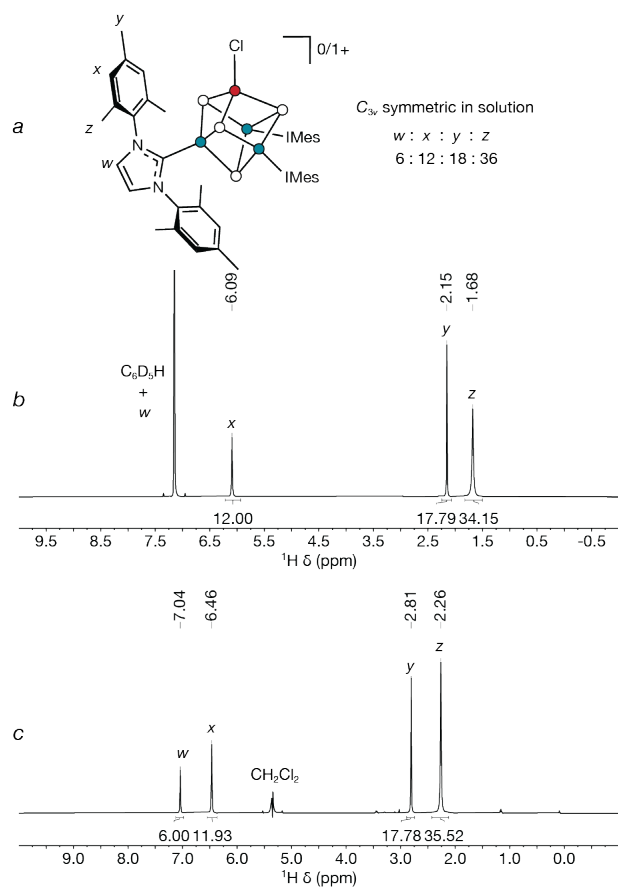 y
Cl
0/1+
x
a
C3v symmetric in solution
z
N
IMes
w : x : y : z
w
IMes
6 : 12 : 18 : 36
N
-6.09
-2.15
-1.68
y
C6D5H
+
w
b
x
z
12.00
17.79 34.15
9.5 8.5 7.5 6.5 5.5 4.5 3.5 2.5 1.5 0.5 -0.5
1H δ (ppm)
-7.04
-6.46
-2.81
-2.26
z
y
c
x
w
CH2Cl2
6.00 11.93
17.78 35.52
9.0 8.0 7.0 6.0 5.0 4.0 3.0 2.0 1.0 0.0
1H δ (ppm)